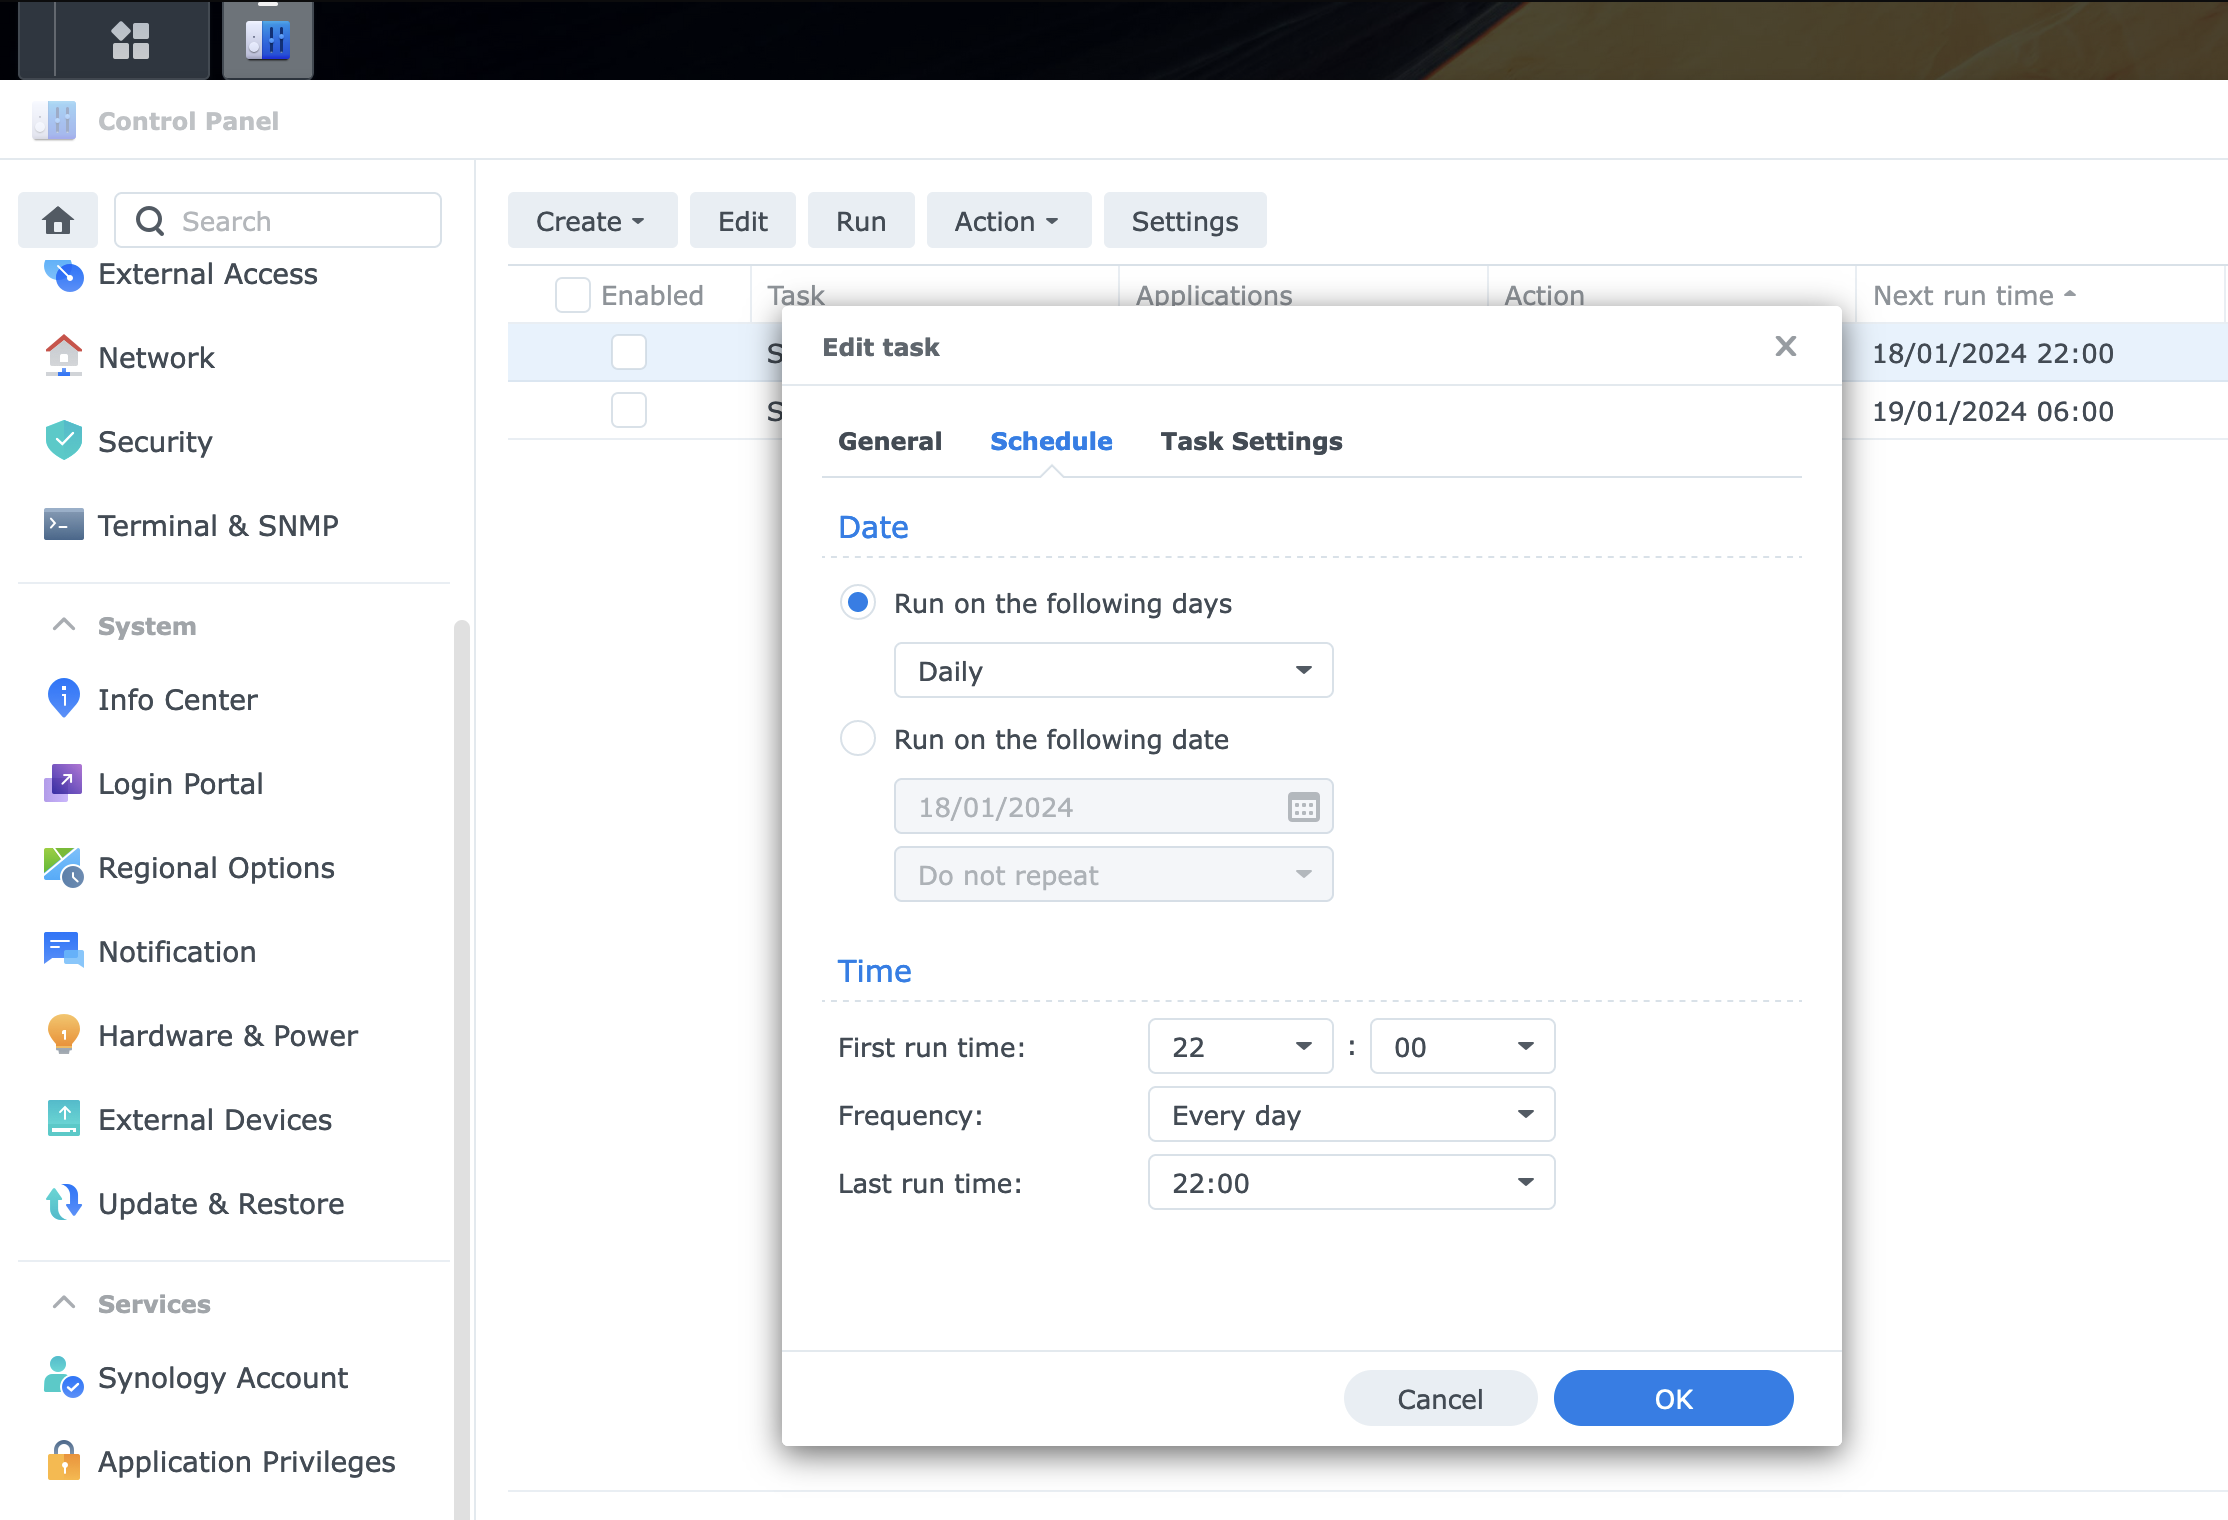 Control Panel
Search
External Access
Network
Security
Terminal & SNMP
System
Info Center
Login Portal
Regional Options
Notification
Hardware & Power
External Devices
Update & Restore
Services
Synology Account
Application Privileges
Create Edit Run Action Settings
Enabled Task Applications Action Next run time
S 18/01/2024 22:00
S 19/01/2024 06:00
Edit task
General Schedule Task Settings
Date
Run on the following days
Daily
Run on the following date
18/01/2024
Do not repeat
Time
First run time: 22 : 00
Frequency: Every day
Last run time: 22:00
Cancel OK